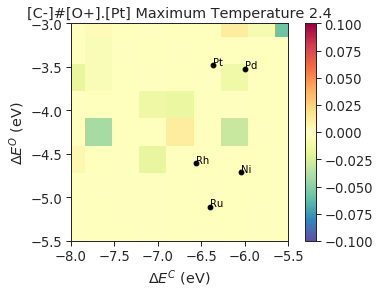 [C-]#[O+].[Pt] Maximum Temperature 2.4
−3.0
−3.5
−4.0
−4.5
−5.0
−5.5
ΔE^O (eV)
Pt
Pd
Rh
Ni
Ru
−8.0 −7.5 −7.0 −6.5 −6.0 −5.5
ΔE^C (eV)
0.100
0.075
0.050
0.025
0.000
−0.025
−0.050
−0.075
−0.100